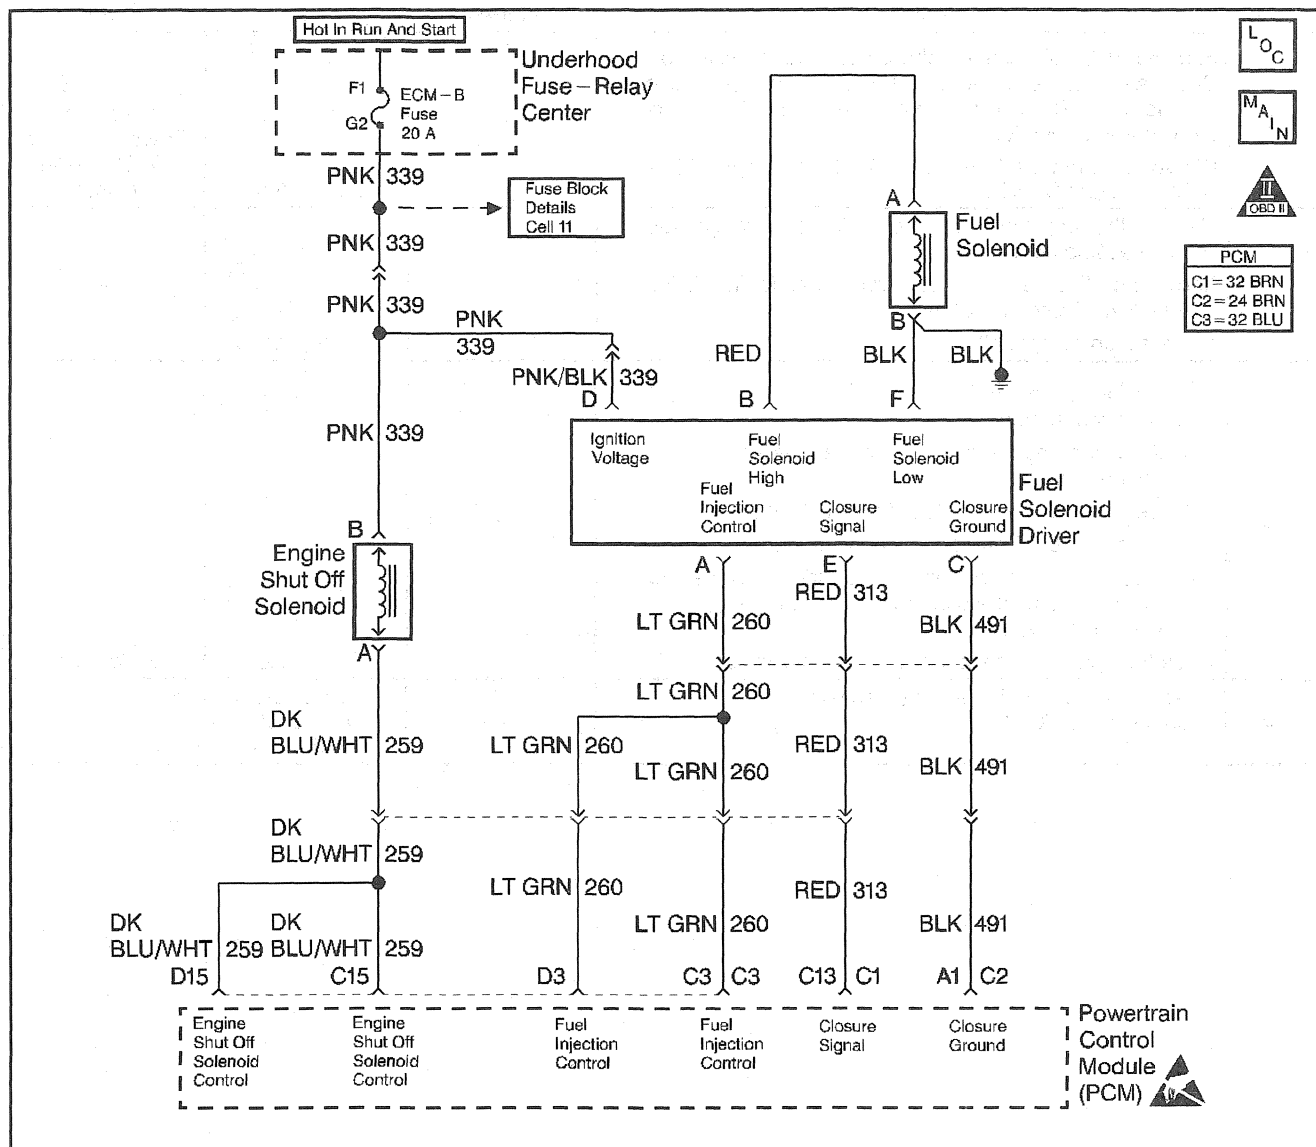 Hot In Run And Start
L
O
C
Underhood
Fuse – Relay
Center
F1
ECM – B
Fuse
20 A
G2
M
A
I
N
PNK 339
Fuse Block
Details
Cell 11
II
OBD II
A
Fuel
Solenoid
PNK 339
PCM
C1 = 32 BRN
C2 = 24 BRN
C3 = 32 BLU
PNK 339
PNK
339
B
RED
BLK
BLK
PNK/BLK 339
D
B
F
PNK 339
Ignition
Voltage
Fuel
Solenoid
High
Fuel
Solenoid
Low
Fuel
Injection
Control
Closure
Signal
Closure
Ground
Fuel
Solenoid
Driver
B
Engine
Shut Off
Solenoid
A
A
E
C
RED 313
LT GRN 260
BLK 491
LT GRN 260
DK
BLU/WHT 259
LT GRN 260
LT GRN 260
RED 313
BLK 491
DK
BLU/WHT 259
LT GRN 260
RED 313
LT GRN 260
BLK 491
DK
BLU/WHT 259
DK
BLU/WHT 259
D15
C15
D3
C3 C3
C13 C1
A1 C2
Engine
Shut Off
Solenoid
Control
Engine
Shut Off
Solenoid
Control
Fuel
Injection
Control
Fuel
Injection
Control
Closure
Signal
Closure
Ground
Powertrain
Control
Module
(PCM)